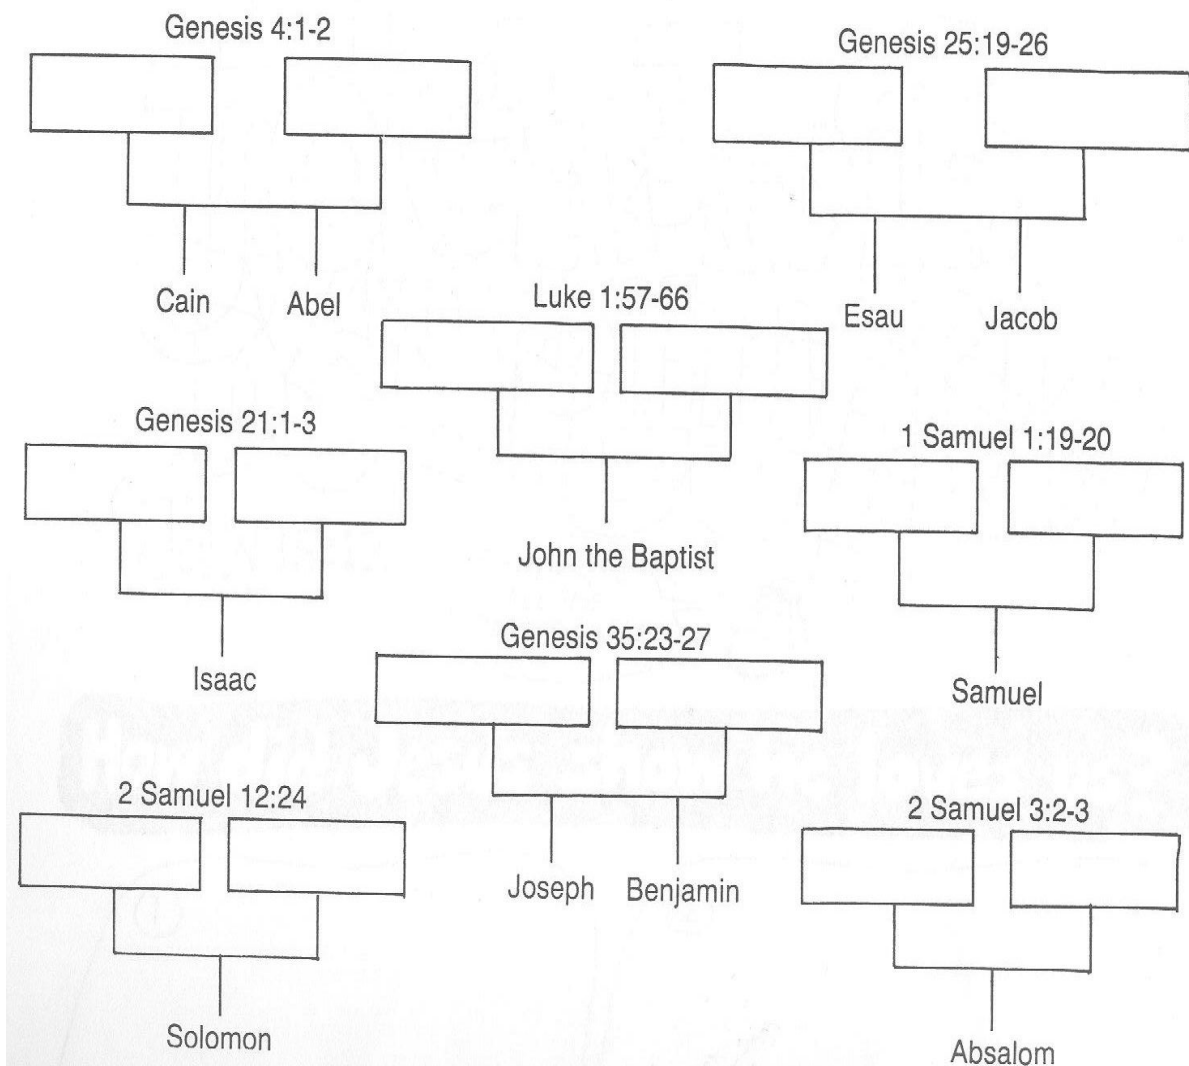 Genesis 4:1-2
Genesis 25:19-26
Cain Abel
Luke 1:57-66
Esau Jacob
Genesis 21:1-3
1 Samuel 1:19-20
John the Baptist
Genesis 35:23-27
Isaac
Samuel
2 Samuel 12:24
2 Samuel 3:2-3
Joseph Benjamin
Solomon
Absalom